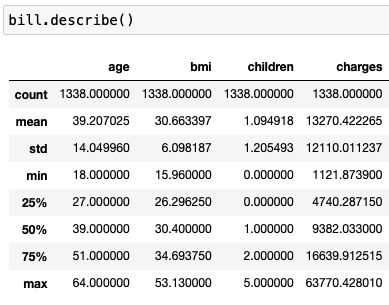 bill.describe()
age bmi children charges
count 1338.000000 1338.000000 1338.000000 1338.000000
mean 39.207025 30.663397 1.094918 13270.422265
std 14.049960 6.098187 1.205493 12110.011237
min 18.000000 15.960000 0.000000 1121.873900
25% 27.000000 26.296250 0.000000 4740.287150
50% 39.000000 30.400000 1.000000 9382.033000
75% 51.000000 34.693750 2.000000 16639.912515
max 64.000000 53.130000 5.000000 63770.428010